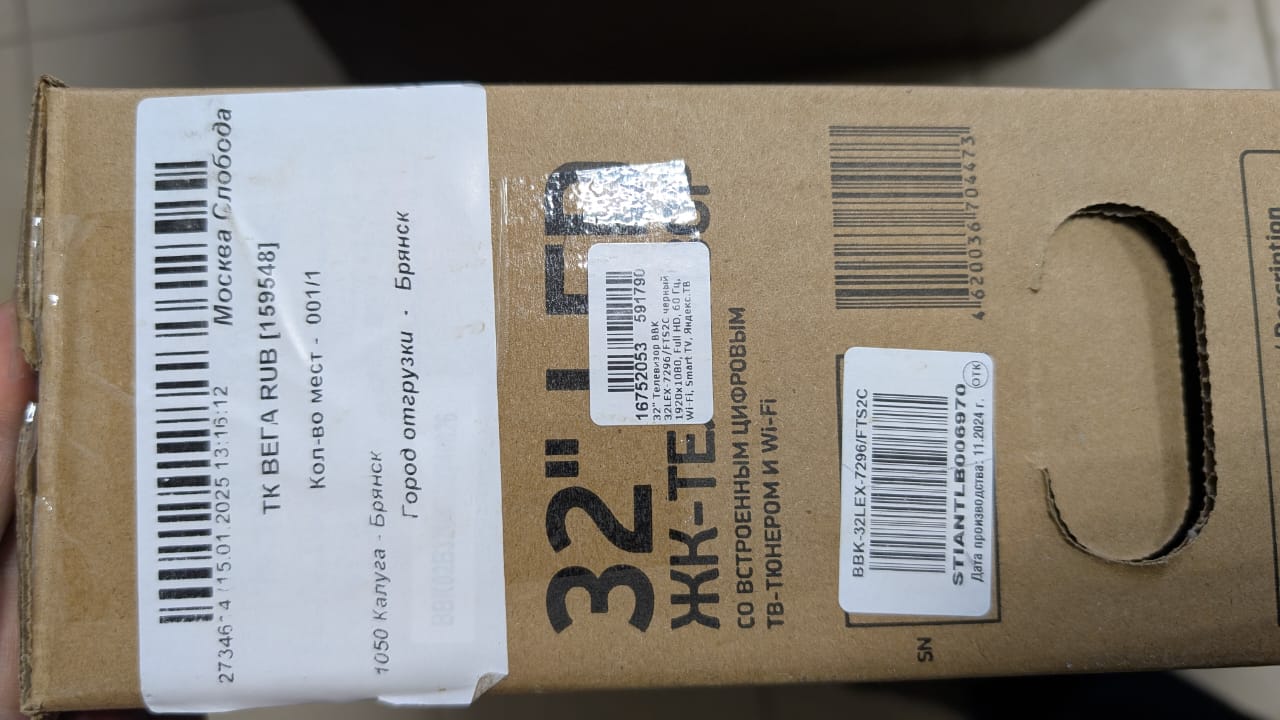 Москва Слобода
15.01.2025 13:16:12
ТК ВЕГА RUB [159548]
Кол-во мест - 001/1
1050 Калуга - Брянск
Город отгрузки - Брянск
32" LED
ЖК-ТЕ
СО ВСТРОЕННЫМ ЦИФРОВЫМ
ТВ-ТЮНЕРОМ И Wi-Fi
16752053 591790
32" Телевизор BBK
32LEX-7296/FTS2C черный
1920x1080, Full HD, 60 Гц,
Wi-Fi, Smart TV, Яндекс.ТВ
4620036704473
SN
BBK-32LEX-7296/FTS2C
STIANTLB006970
Дата производства: 11.2024 г. ОТК